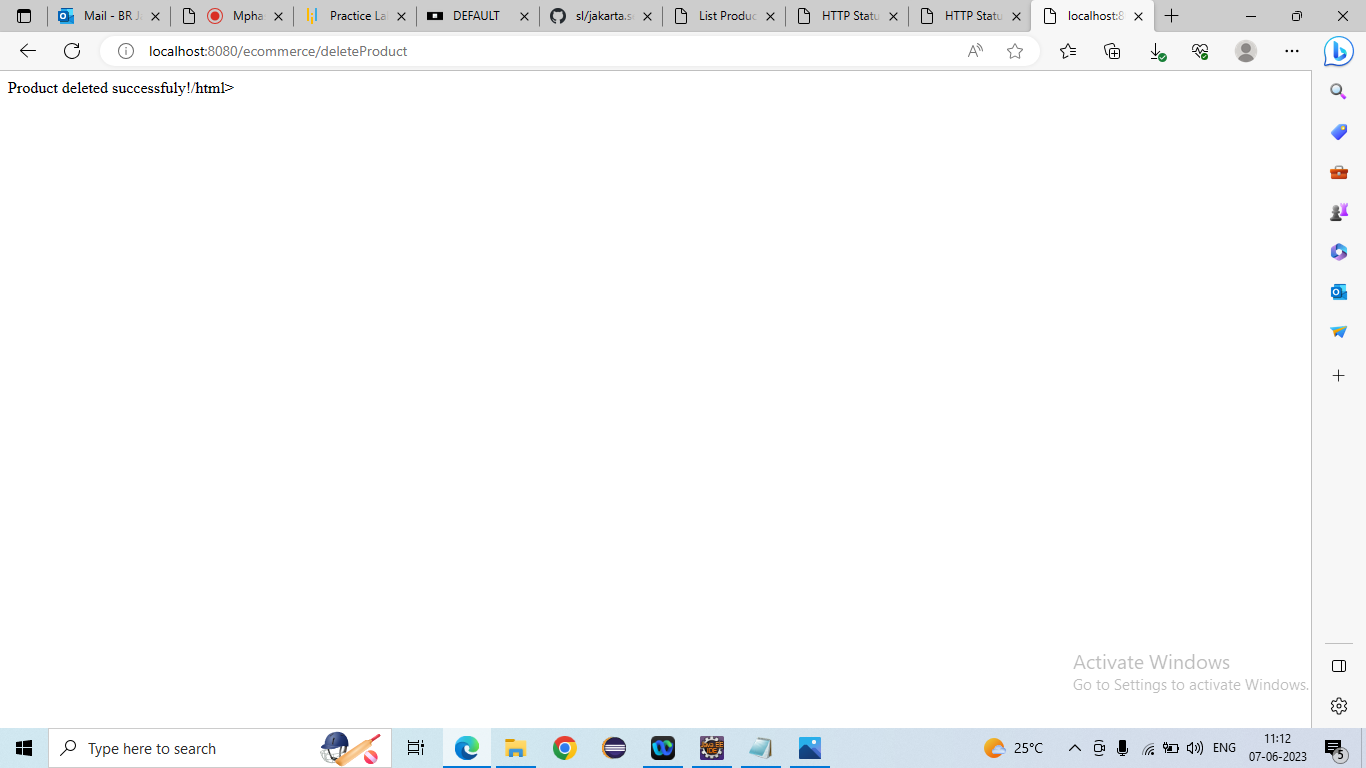 Mail - BR J
Mpha
Practice La
DEFAULT
sl/jakarta.se
List Produc
HTTP Statu
HTTP Statu
localhost:8
localhost:8080/ecommerce/deleteProduct
Product deleted successfuly!/html>
Activate Windows
Go to Settings to activate Windows.
Type here to search
25°C
ENG
11:12
07-06-2023
5